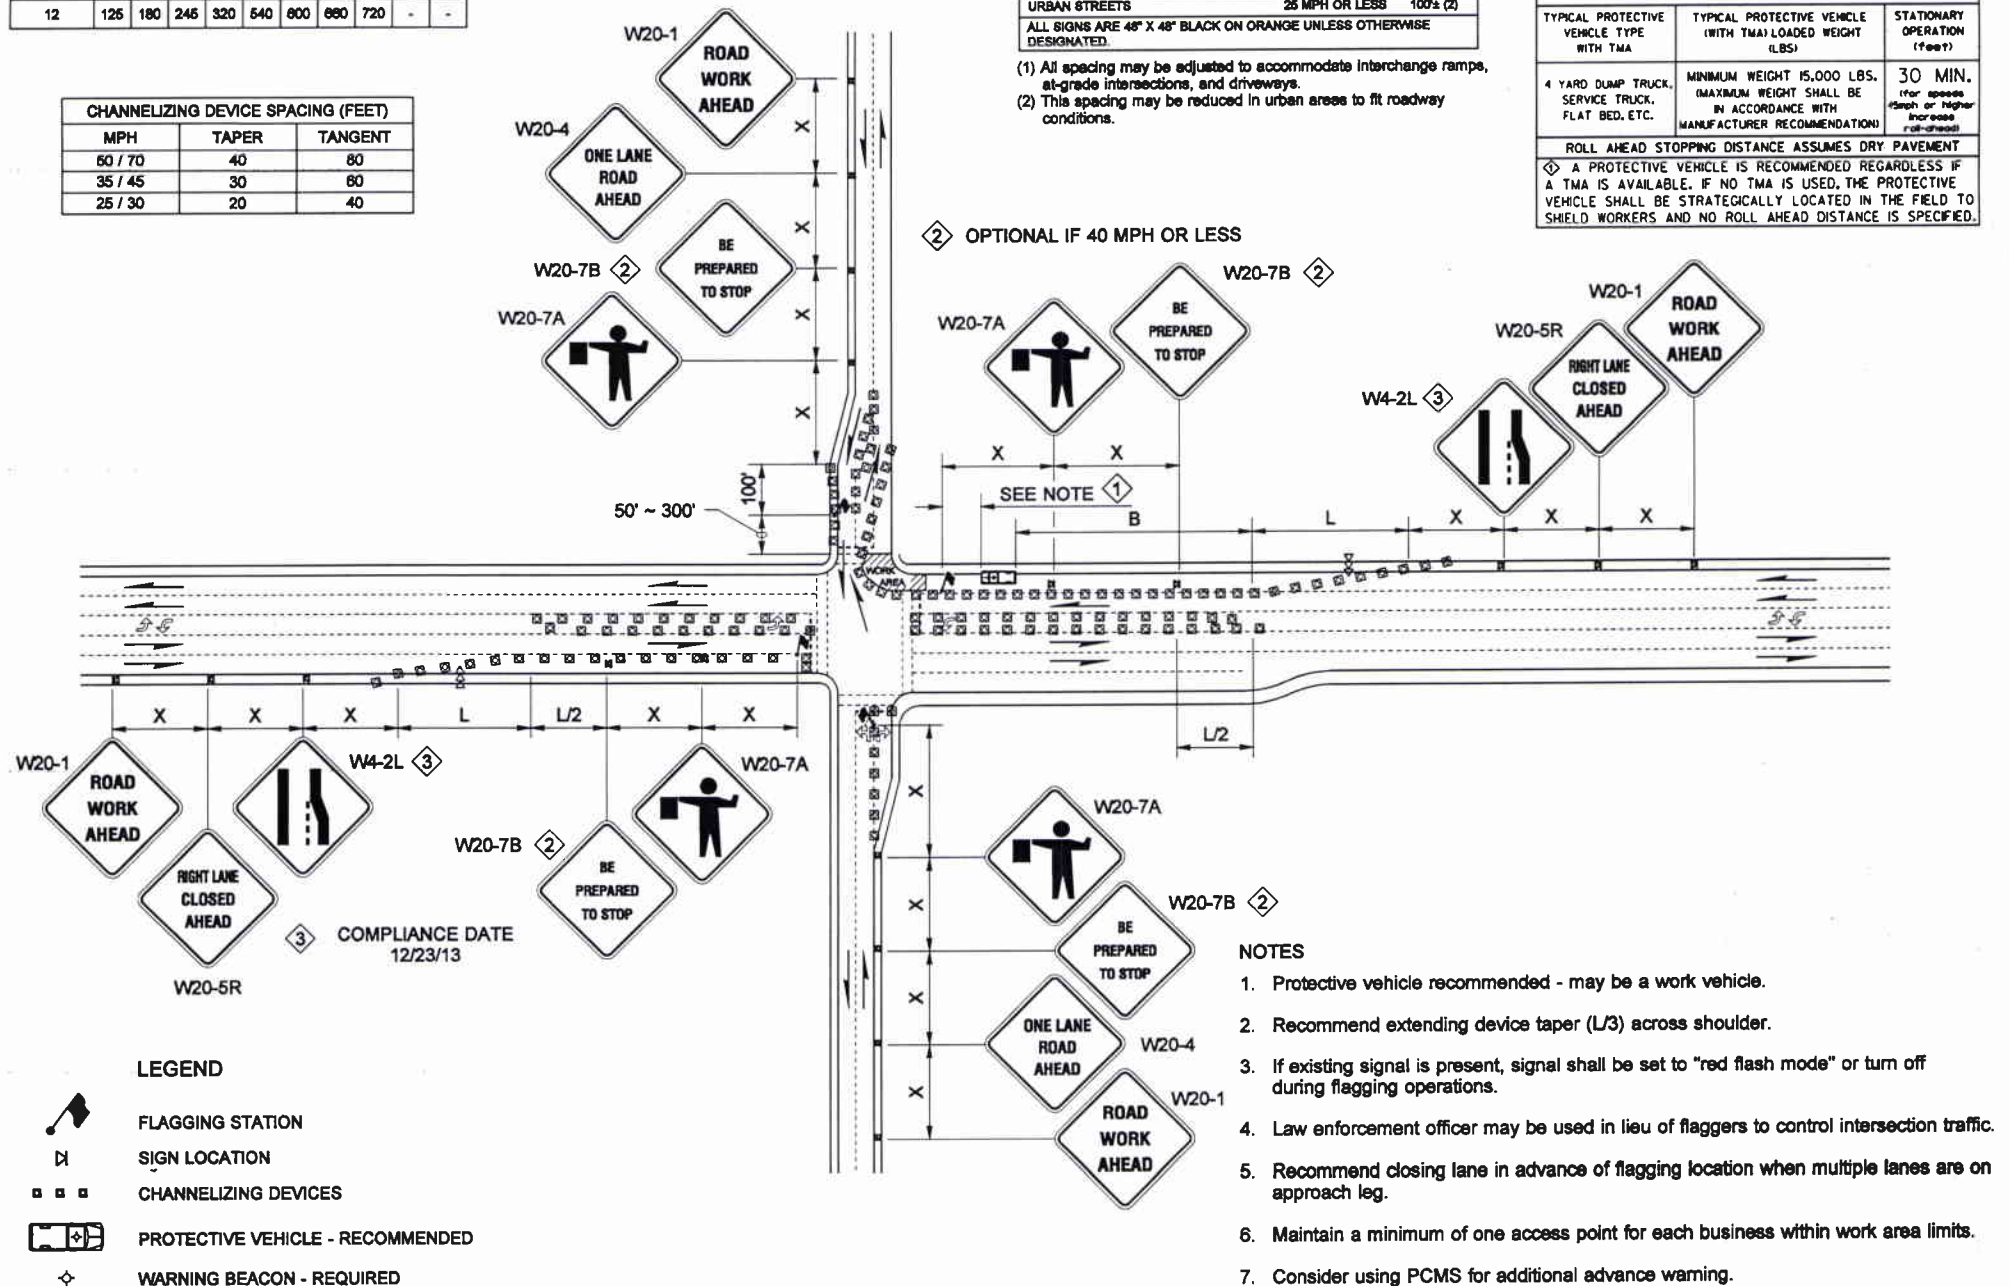 12 125 180 245 320 540 600 660 720 - -
CHANNELIZING DEVICE SPACING (FEET)
MPH TAPER TANGENT
50 / 70 40 80
35 / 45 30 60
25 / 30 20 40
URBAN STREETS 25 MPH OR LESS 100'± (2)
ALL SIGNS ARE 48" X 48" BLACK ON ORANGE UNLESS OTHERWISE
DESIGNATED.
(1) All spacing may be adjusted to accommodate interchange ramps,
at-grade intersections, and driveways.
(2) This spacing may be reduced in urban areas to fit roadway
conditions.
TYPICAL PROTECTIVE
VEHICLE TYPE
WITH TMA
TYPICAL PROTECTIVE VEHICLE
(WITH TMA) LOADED WEIGHT
(LBS)
STATIONARY
OPERATION
(feet)
4 YARD DUMP TRUCK,
SERVICE TRUCK,
FLAT BED, ETC.
MINIMUM WEIGHT 15,000 LBS.
(MAXIMUM WEIGHT SHALL BE
IN ACCORDANCE WITH
MANUFACTURER RECOMMENDATION)
30 MIN.
(for speeds
45mph or higher
increase
roll-ahead)
ROLL AHEAD STOPPING DISTANCE ASSUMES DRY PAVEMENT
1 A PROTECTIVE VEHICLE IS RECOMMENDED REGARDLESS IF
A TMA IS AVAILABLE. IF NO TMA IS USED, THE PROTECTIVE
VEHICLE SHALL BE STRATEGICALLY LOCATED IN THE FIELD TO
SHIELD WORKERS AND NO ROLL AHEAD DISTANCE IS SPECIFIED.
W20-1
ROAD
WORK
AHEAD
X
W20-4
ONE LANE
ROAD
AHEAD
X
W20-7B 2
BE
PREPARED
TO STOP
X
W20-7A
X
100'
50' ~ 300'
2 OPTIONAL IF 40 MPH OR LESS
W20-7B 2
BE
PREPARED
TO STOP
W20-7A
X X
SEE NOTE 1
B L X X X
W20-1
ROAD
WORK
AHEAD
W20-5R
RIGHT LANE
CLOSED
AHEAD
W4-2L 3
WORK
AREA
X X X L L/2 X X
L/2
W20-1
ROAD
WORK
AHEAD
W4-2L 3
W20-7A
RIGHT LANE
CLOSED
AHEAD
W20-5R
W20-7B 2
BE
PREPARED
TO STOP
3 COMPLIANCE DATE
12/23/13
X
W20-7A
X
W20-7B 2
BE
PREPARED
TO STOP
X
ONE LANE
ROAD
AHEAD
W20-4
X
W20-1
ROAD
WORK
AHEAD
LEGEND
FLAGGING STATION
SIGN LOCATION
CHANNELIZING DEVICES
PROTECTIVE VEHICLE - RECOMMENDED
WARNING BEACON - REQUIRED
NOTES
1. Protective vehicle recommended - may be a work vehicle.
2. Recommend extending device taper (L/3) across shoulder.
3. If existing signal is present, signal shall be set to "red flash mode" or turn off
during flagging operations.
4. Law enforcement officer may be used in lieu of flaggers to control intersection traffic.
5. Recommend closing lane in advance of flagging location when multiple lanes are on
approach leg.
6. Maintain a minimum of one access point for each business within work area limits.
7. Consider using PCMS for additional advance warning.